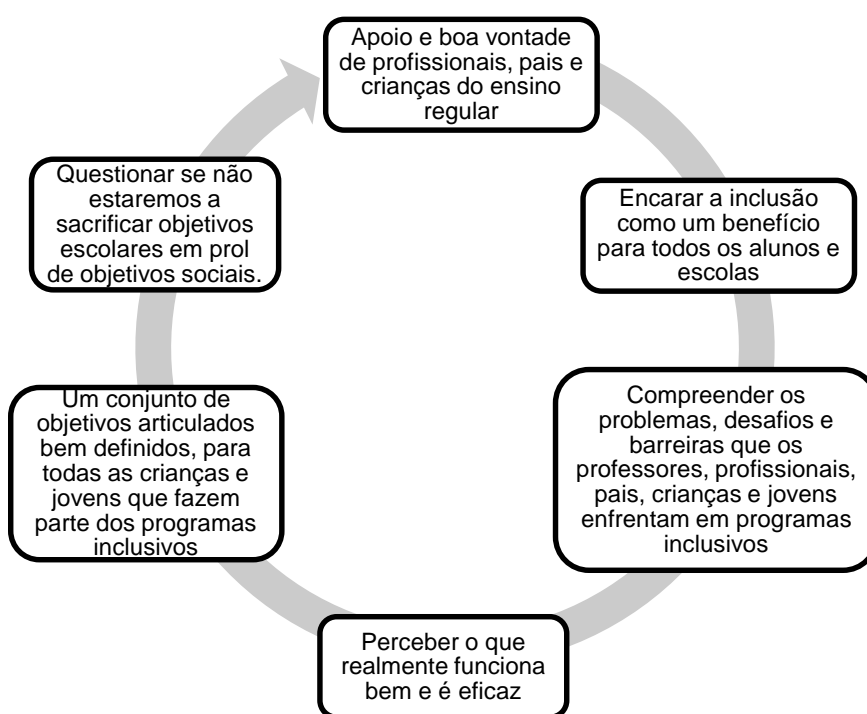 Apoio e boa vontade
de profissionais, pais e
crianças do ensino
regular
Encarar a inclusão
como um benefício
para todos os alunos e
escolas
Compreender os
problemas, desafios e
barreiras que os
professores, profissionais,
pais, crianças e jovens
enfrentam em programas
inclusivos
Perceber o que
realmente funciona
bem e é eficaz
Um conjunto de
objetivos articulados
bem definidos, para
todas as crianças e
jovens que fazem
parte dos programas
inclusivos
Questionar se não
estaremos a
sacrificar objetivos
escolares em prol
de objetivos sociais.